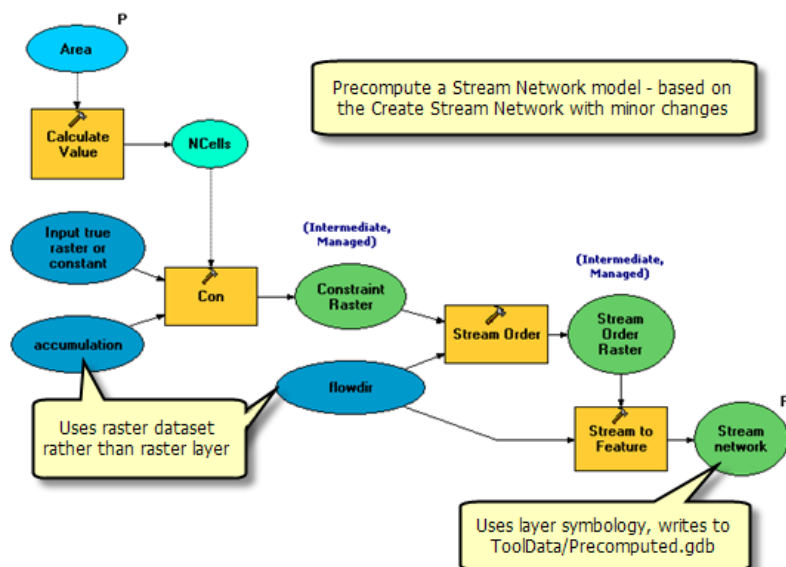 P
Area
Precompute a Stream Network model - based on
the Create Stream Network with minor changes
Calculate
Value
NCells
Input true
raster or
constant
(Intermediate,
Managed)
(Intermediate,
Managed)
Con
Constraint
Raster
Stream Order
Stream
Order
Raster
accumulation
flowdir
Uses raster dataset
rather than raster layer
P
Stream to
Feature
Stream
network
Uses layer symbology, writes to
ToolData/Precomputed.gdb